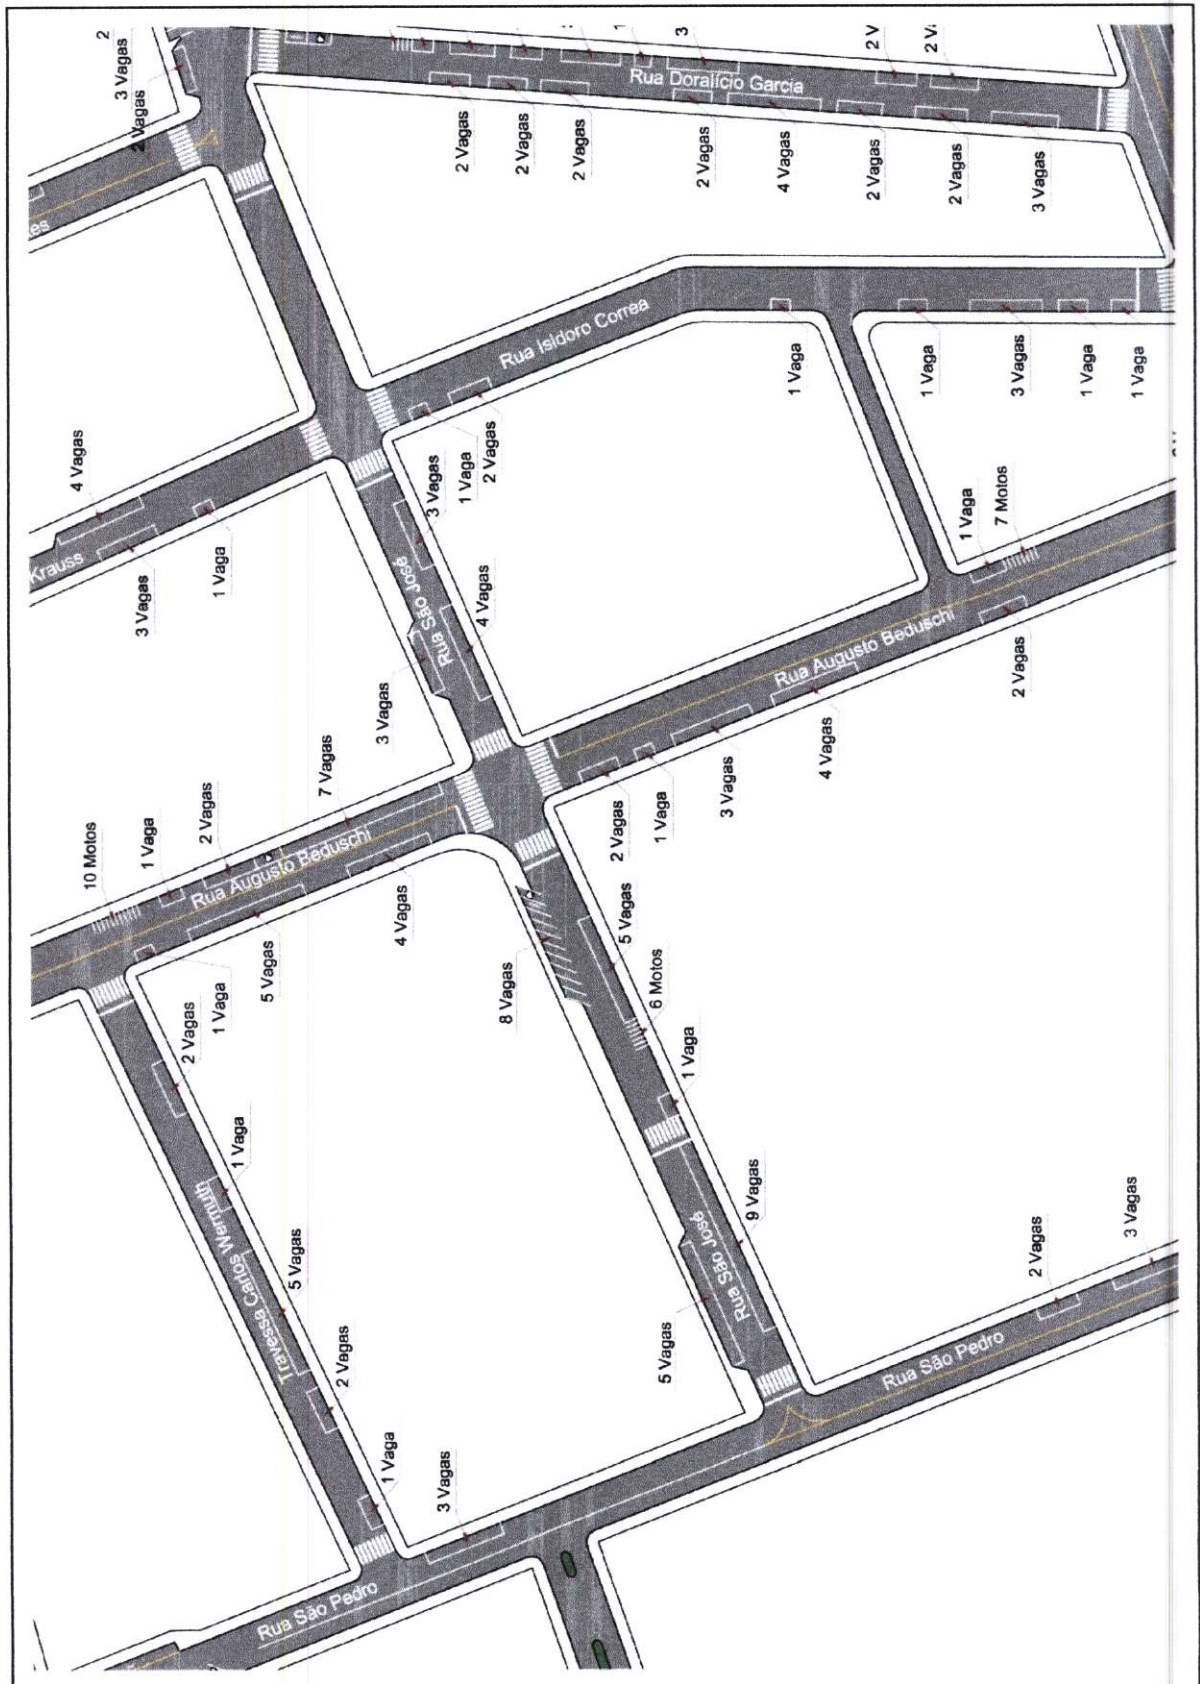 2
3 Vagas
2 Vagas
3
2 V
Rua Doralício Garcia
2 Vagas
2 Vagas
2 Vagas
2 Vagas
4 Vagas
2 Vagas
2 Vagas
3 Vagas
Rua Isidoro Corrêa
1 Vaga
1 Vaga
3 Vagas
1 Vaga
1 Vaga
4 Vagas
Krauss
3 Vagas
1 Vaga
3 Vagas
1 Vaga
2 Vagas
Rua São José
4 Vagas
3 Vagas
1 Vaga
7 Motos
Rua Augusto Beduschi
2 Vagas
4 Vagas
3 Vagas
1 Vaga
2 Vagas
7 Vagas
2 Vagas
1 Vaga
10 Motos
Rua Augusto Beduschi
4 Vagas
5 Vagas
1 Vaga
2 Vagas
8 Vagas
5 Vagas
6 Motos
1 Vaga
9 Vagas
Rua São José
5 Vagas
1 Vaga
Travessa Carlos Wermuth
5 Vagas
2 Vagas
1 Vaga
3 Vagas
Rua São Pedro
Rua São Pedro
2 Vagas
3 Vagas